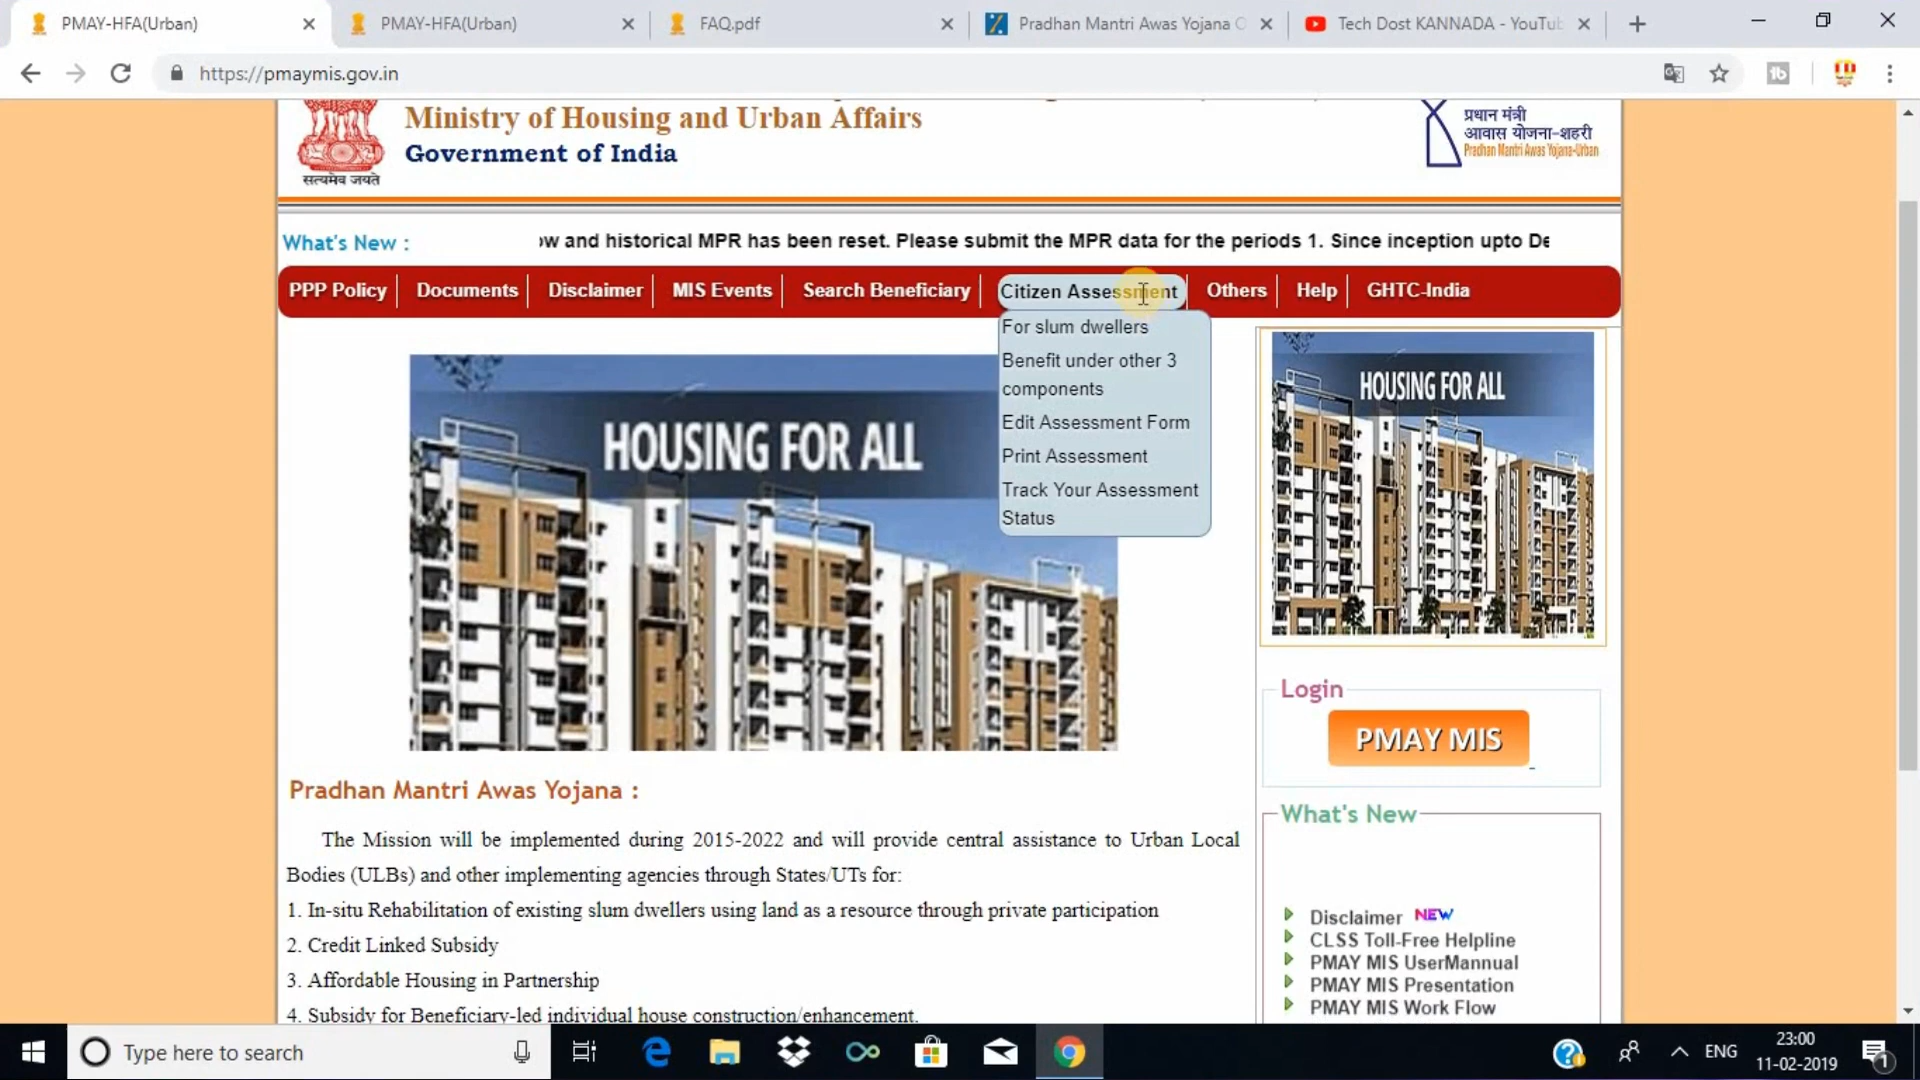 PMAY-HFA(Urban)
PMAY-HFA(Urban)
FAQ.pdf
Pradhan Mantri Awas Yojana
Tech Dost KANNADA - YouTub
https://pmaymis.gov.in
Ministry of Housing and Urban Affairs
Government of India
सत्यमेव जयते
प्रधान मंत्री
आवास योजना-शहरी
Pradhan Mantri Awas Yojana-Urban
What's New :
ow and historical MPR has been reset. Please submit the MPR data for the periods 1. Since inception upto De
PPP Policy
Documents
Disclaimer
MIS Events
Search Beneficiary
Citizen Assessment
Others
Help
GHTC-India
For slum dwellers
Benefit under other 3
components
Edit Assessment Form
Print Assessment
Track Your Assessment
Status
HOUSING FOR ALL
HOUSING FOR ALL
Login
PMAY MIS
Pradhan Mantri Awas Yojana :
The Mission will be implemented during 2015-2022 and will provide central assistance to Urban Local
Bodies (ULBs) and other implementing agencies through States/UTs for:
1. In-situ Rehabilitation of existing slum dwellers using land as a resource through private participation
2. Credit Linked Subsidy
3. Affordable Housing in Partnership
4. Subsidy for Beneficiary-led individual house construction/enhancement.
What's New
Disclaimer NEW
CLSS Toll-Free Helpline
PMAY MIS UserMannual
PMAY MIS Presentation
PMAY MIS Work Flow
Type here to search
ENG
23:00
11-02-2019
1